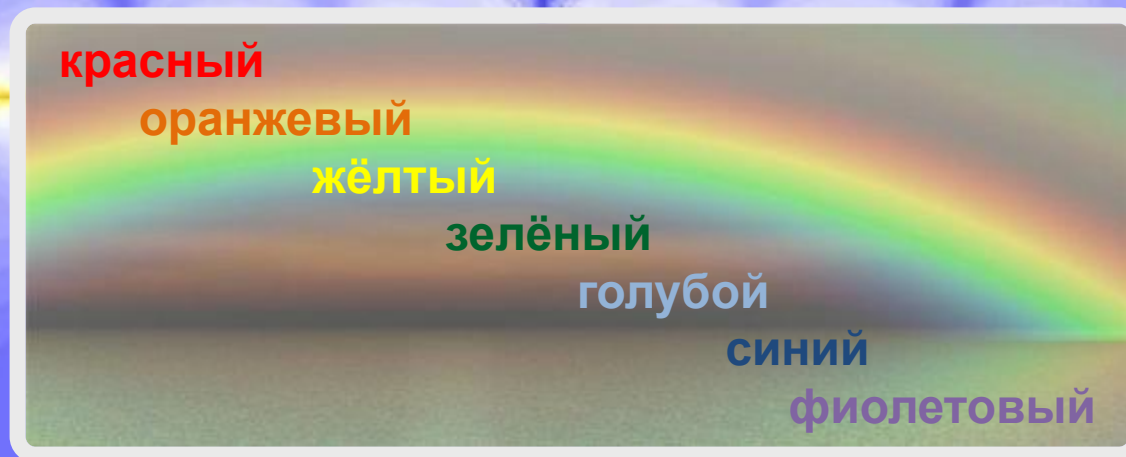 красный
оранжевый
жёлтый
зелёный
голубой
синий
фиолетовый